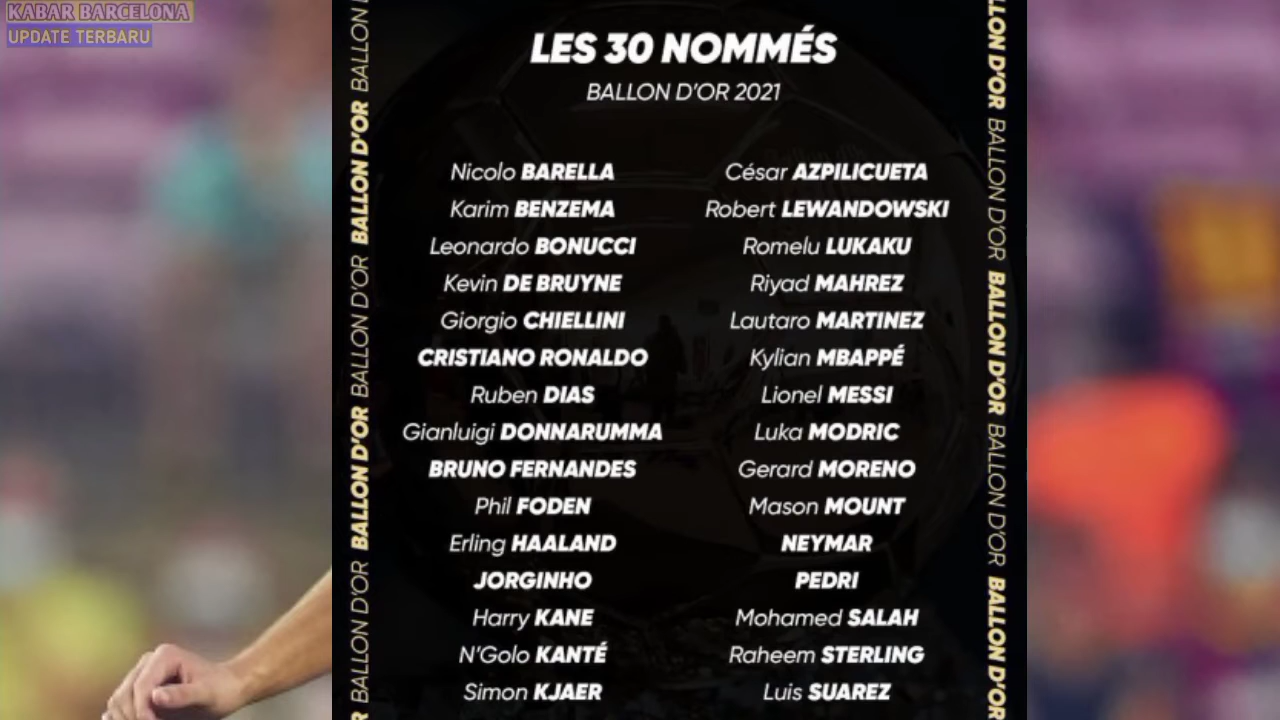 KABAR BARCELONA
UPDATE TERBARU
LES 30 NOMMÉS
BALLON D'OR 2021
Nicolo BARELLA
Karim BENZEMA
Leonardo BONUCCI
Kevin DE BRUYNE
Giorgio CHIELLINI
CRISTIANO RONALDO
Ruben DIAS
Gianluigi DONNARUMMA
BRUNO FERNANDES
Phil FODEN
Erling HAALAND
JORGINHO
Harry KANE
N'Golo KANTÉ
Simon KJAER
César AZPILICUETA
Robert LEWANDOWSKI
Romelu LUKAKU
Riyad MAHREZ
Lautaro MARTINEZ
Kylian MBAPPÉ
Lionel MESSI
Luka MODRIC
Gerard MORENO
Mason MOUNT
NEYMAR
PEDRI
Mohamed SALAH
Raheem STERLING
Luis SUAREZ
R BALLON D'OR BALLON D'OR BALLON D'OR BALLON D'OR BALLON D
LLON D'OR BALLON D'OR BALLON D'OR BALLON D'OR BALLON D'OR